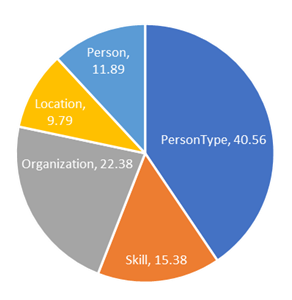 Person,
11.89
Location,
9.79
PersonType, 40.56
Organization, 22.38
Skill, 15.38